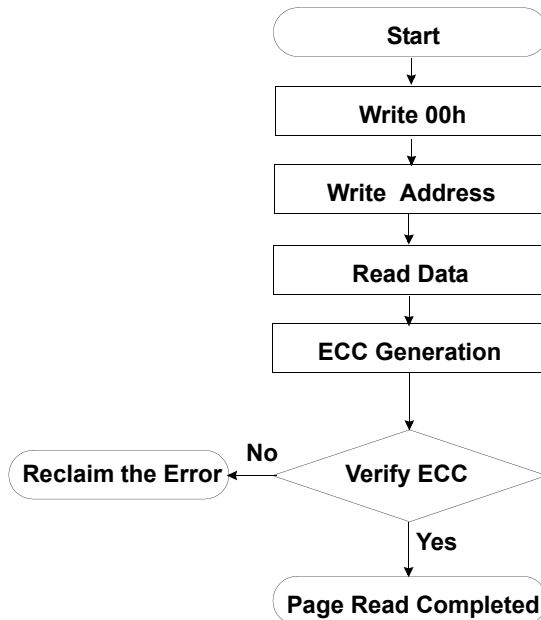 Start
Write 00h
Write Address
Read Data
ECC Generation
No
Reclaim the Error
Verify ECC
Yes
Page Read Completed